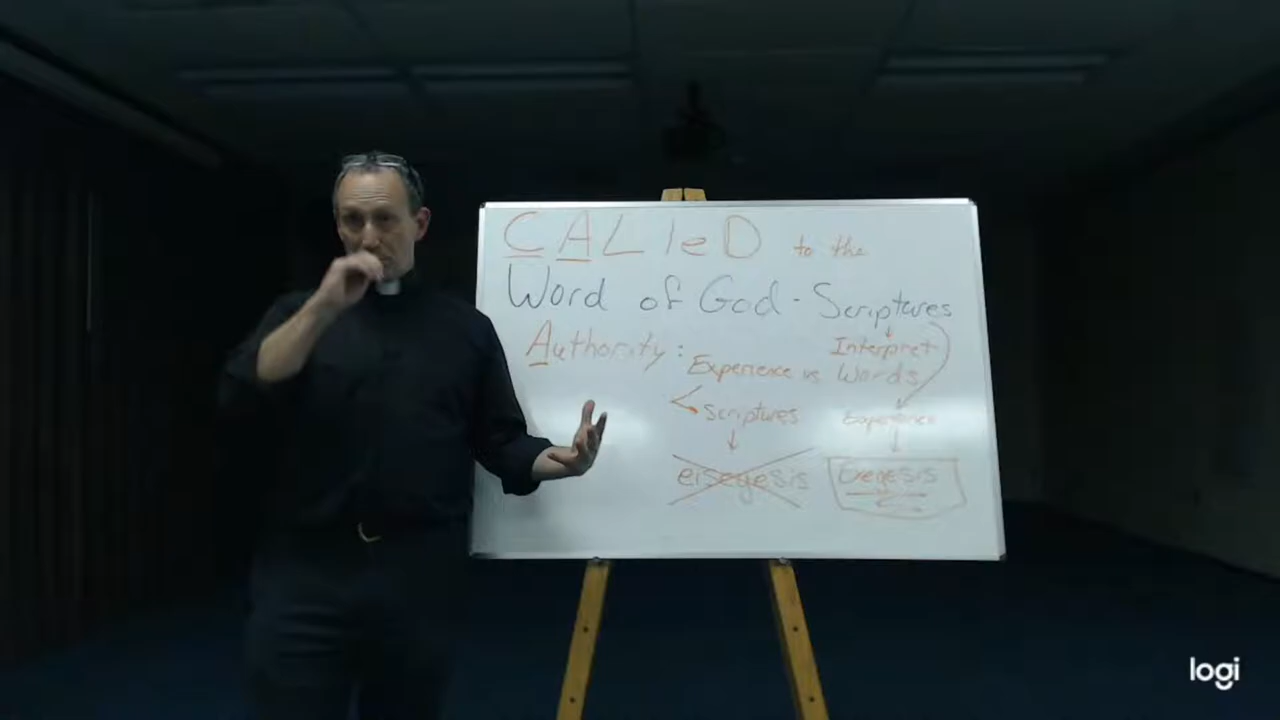 CALleD to the
Word of God - Scriptures
Authority:
Interpret
Experience vs Words
Scriptures
Experience
eisegesis
Exegesis
logi